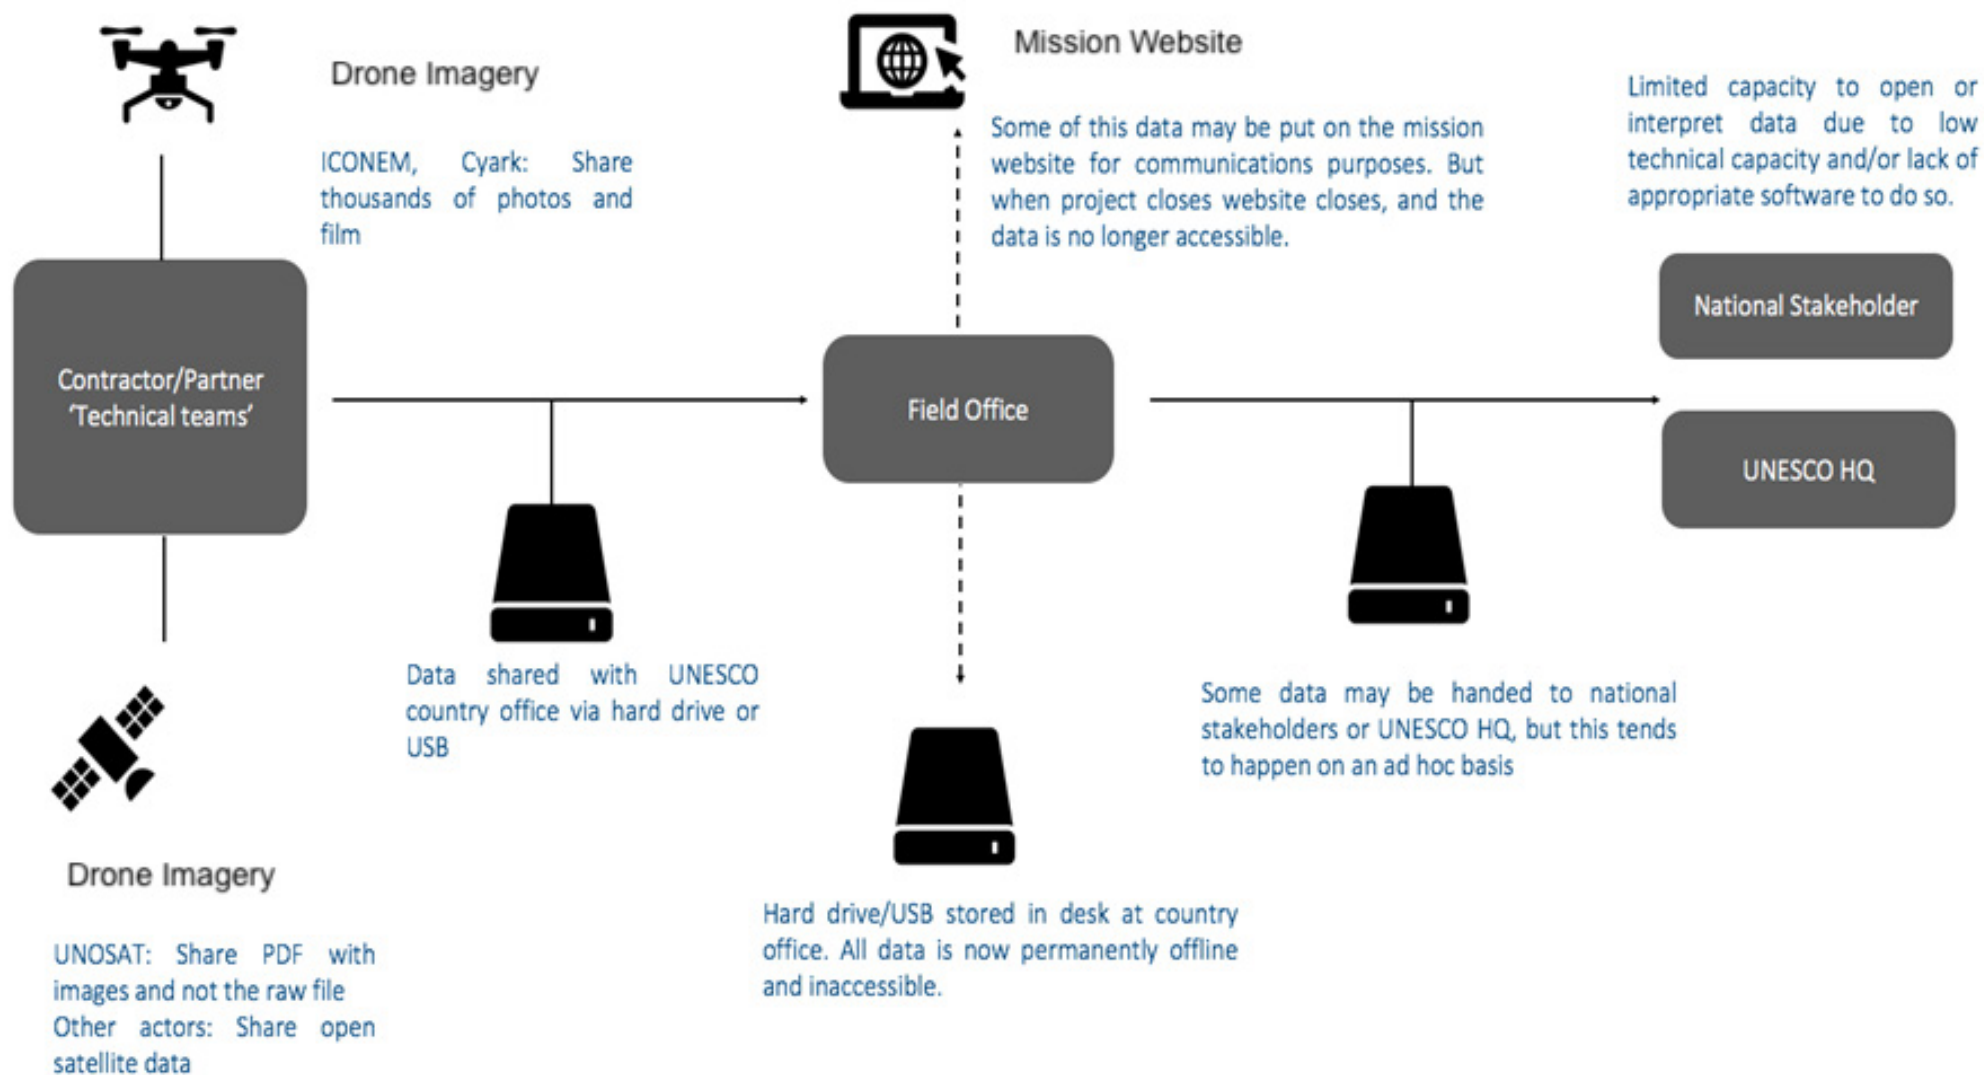 Drone Imagery
ICONEM, Cyark: Share
thousands of photos and
film
Mission Website
Some of this data may be put on the mission
website for communications purposes. But
when project closes website closes, and the
data is no longer accessible.
Limited capacity to open or
interpret data due to low
technical capacity and/or lack of
appropriate software to do so.
Contractor/Partner
‘Technical teams’
Field Office
National Stakeholder
UNESCO HQ
Data shared with UNESCO
country office via hard drive or
USB
Some data may be handed to national
stakeholders or UNESCO HQ, but this tends
to happen on an ad hoc basis
Drone Imagery
UNOSAT: Share PDF with
images and not the raw file
Other actors: Share open
satellite data
Hard drive/USB stored in desk at country
office. All data is now permanently offline
and inaccessible.